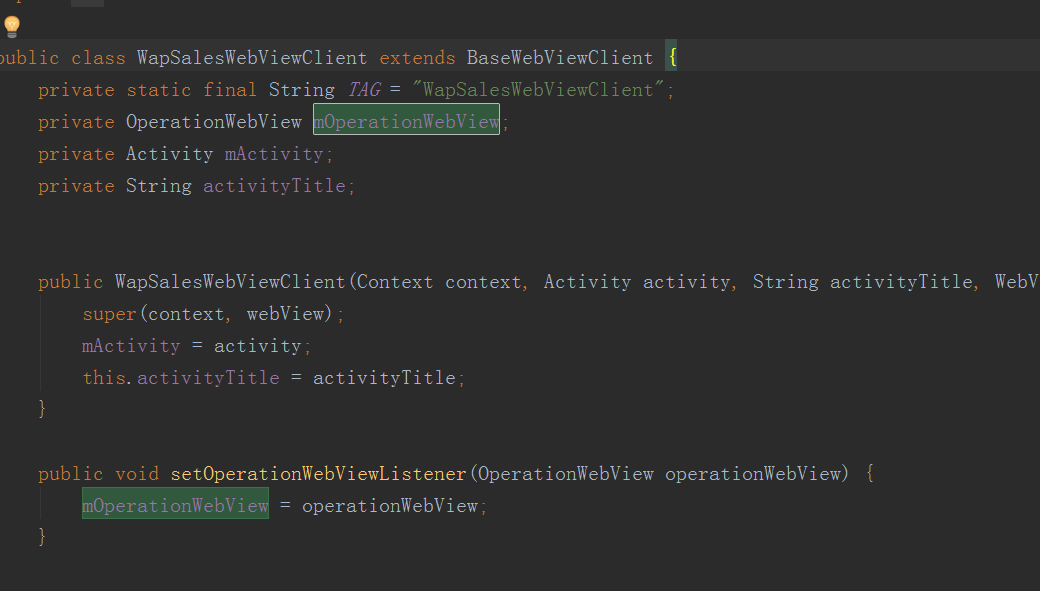 public class WapSalesWebViewClient extends BaseWebViewClient {
private static final String TAG = "WapSalesWebViewClient";
private OperationWebView mOperationWebView;
private Activity mActivity;
private String activityTitle;
public WapSalesWebViewClient(Context context, Activity activity, String activityTitle, WebV
super(context, webView);
mActivity = activity;
this.activityTitle = activityTitle;
}
public void setOperationWebViewListener(OperationWebView operationWebView) {
mOperationWebView = operationWebView;
}